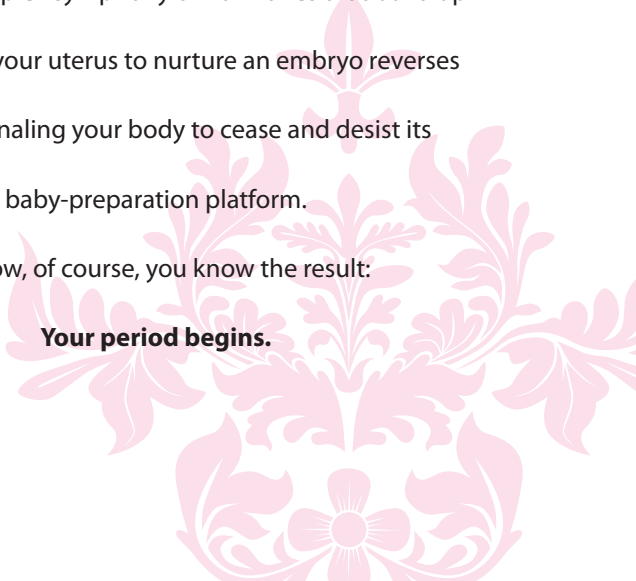 your uterus to nurture an embryo reverses
naling your body to cease and desist its
baby-preparation platform.
ow, of course, you know the result:
Your period begins.